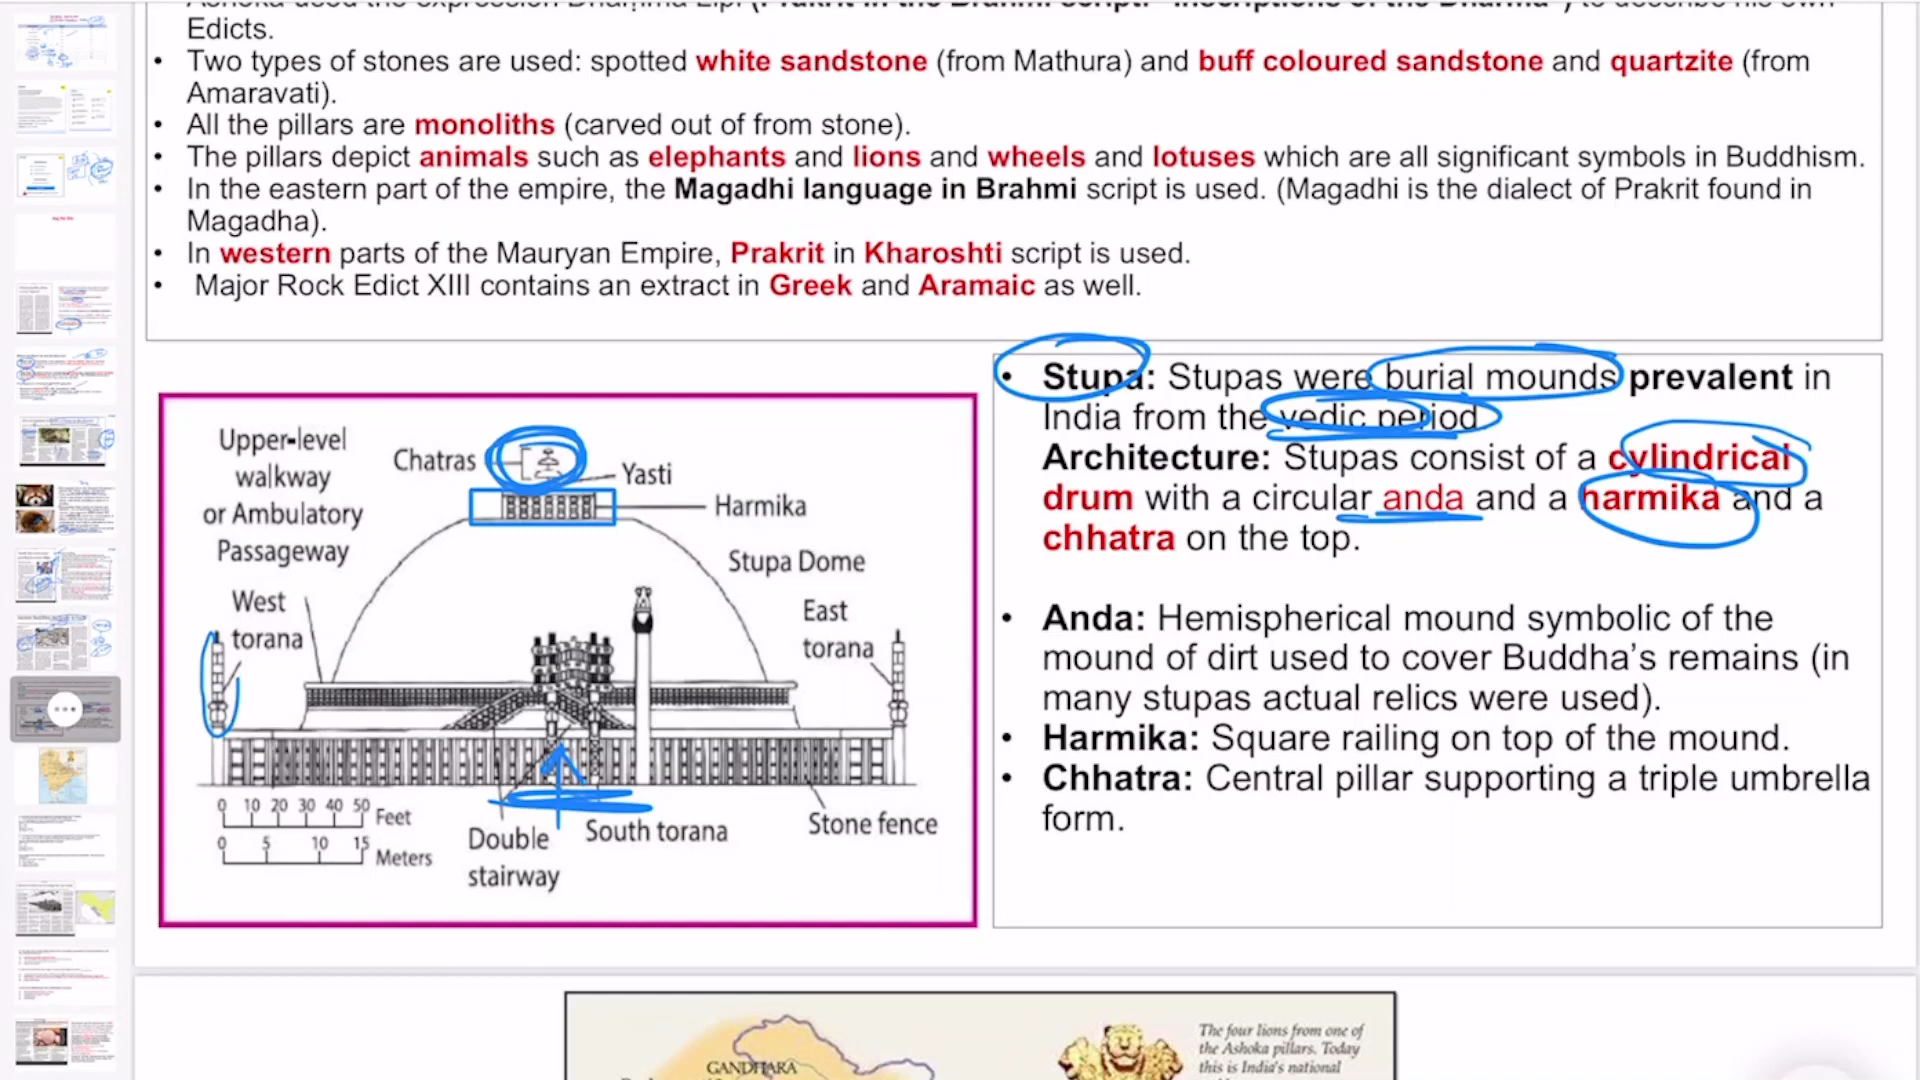 Edicts.
• Two types of stones are used: spotted white sandstone (from Mathura) and buff coloured sandstone and quartzite (from
Amaravati).
• All the pillars are monoliths (carved out of from stone).
• The pillars depict animals such as elephants and lions and wheels and lotuses which are all significant symbols in Buddhism.
• In the eastern part of the empire, the Magadhi language in Brahmi script is used. (Magadhi is the dialect of Prakrit found in
Magadha).
• In western parts of the Mauryan Empire, Prakrit in Kharoshti script is used.
• Major Rock Edict XIII contains an extract in Greek and Aramaic as well.
Upper-level
walkway
or Ambulatory
Passageway
Chatras
Yasti
Harmika
Stupa Dome
West
torana
East
torana
0 10 20 30 40 50 Feet
0 5 10 15 Meters
Double
stairway
South torana
Stone fence
• Stupa: Stupas were burial mounds prevalent in
India from the vedic period
Architecture: Stupas consist of a cylindrical
drum with a circular anda and a harmika and a
chhatra on the top.
• Anda: Hemispherical mound symbolic of the
mound of dirt used to cover Buddha's remains (in
many stupas actual relics were used).
• Harmika: Square railing on top of the mound.
• Chhatra: Central pillar supporting a triple umbrella
form.
GANDHARA
The four lions from one of
the Ashoka pillars. Today
this is India's national